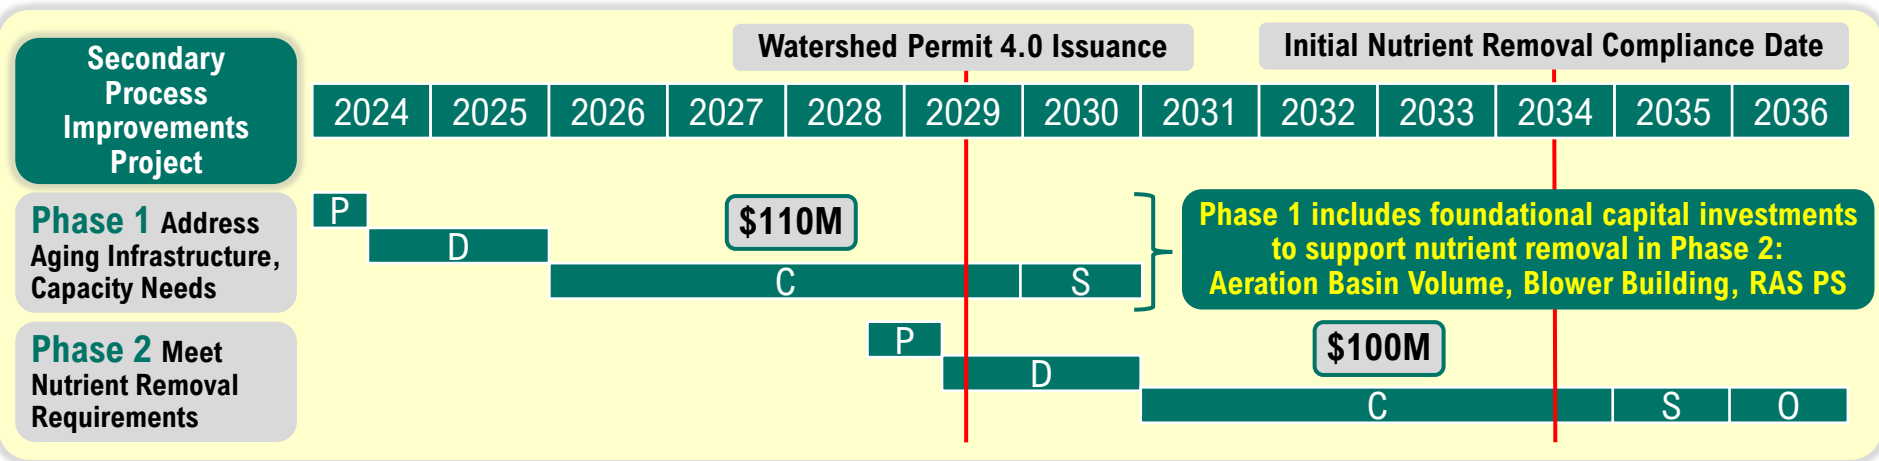 Watershed Permit 4.0 Issuance
Initial Nutrient Removal Compliance Date
Secondary
Process
Improvements
Project
2024 2025 2026 2027 2028 2029 2030 2031 2032 2033 2034 2035 2036
Phase 1 Address
Aging Infrastructure,
Capacity Needs
P
D
C S
$110M
Phase 1 includes foundational capital investments
to support nutrient removal in Phase 2:
Aeration Basin Volume, Blower Building, RAS PS
Phase 2 Meet
Nutrient Removal
Requirements
P
D
C S O
$100M